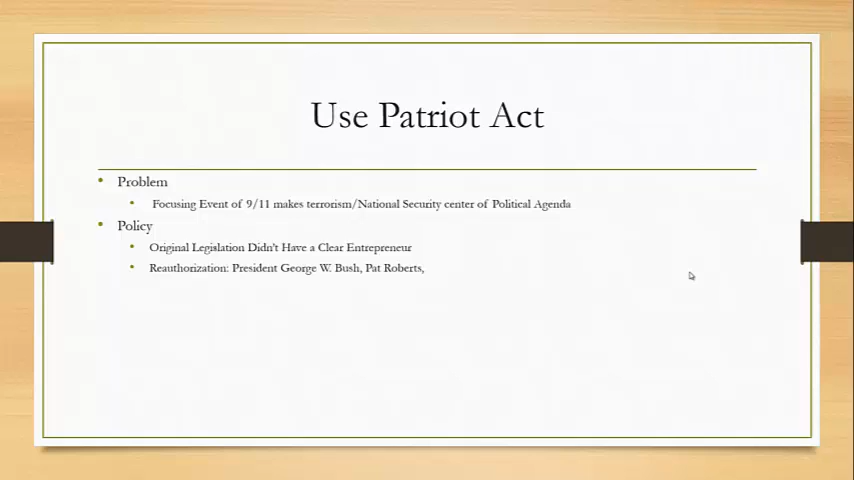 Use Patriot Act
• Problem
• Focusing Event of 9/11 makes terrorism/National Security center of Political Agenda
• Policy
• Original Legislation Didn't Have a Clear Entrepreneur
• Reauthorization: President George W. Bush, Pat Roberts,